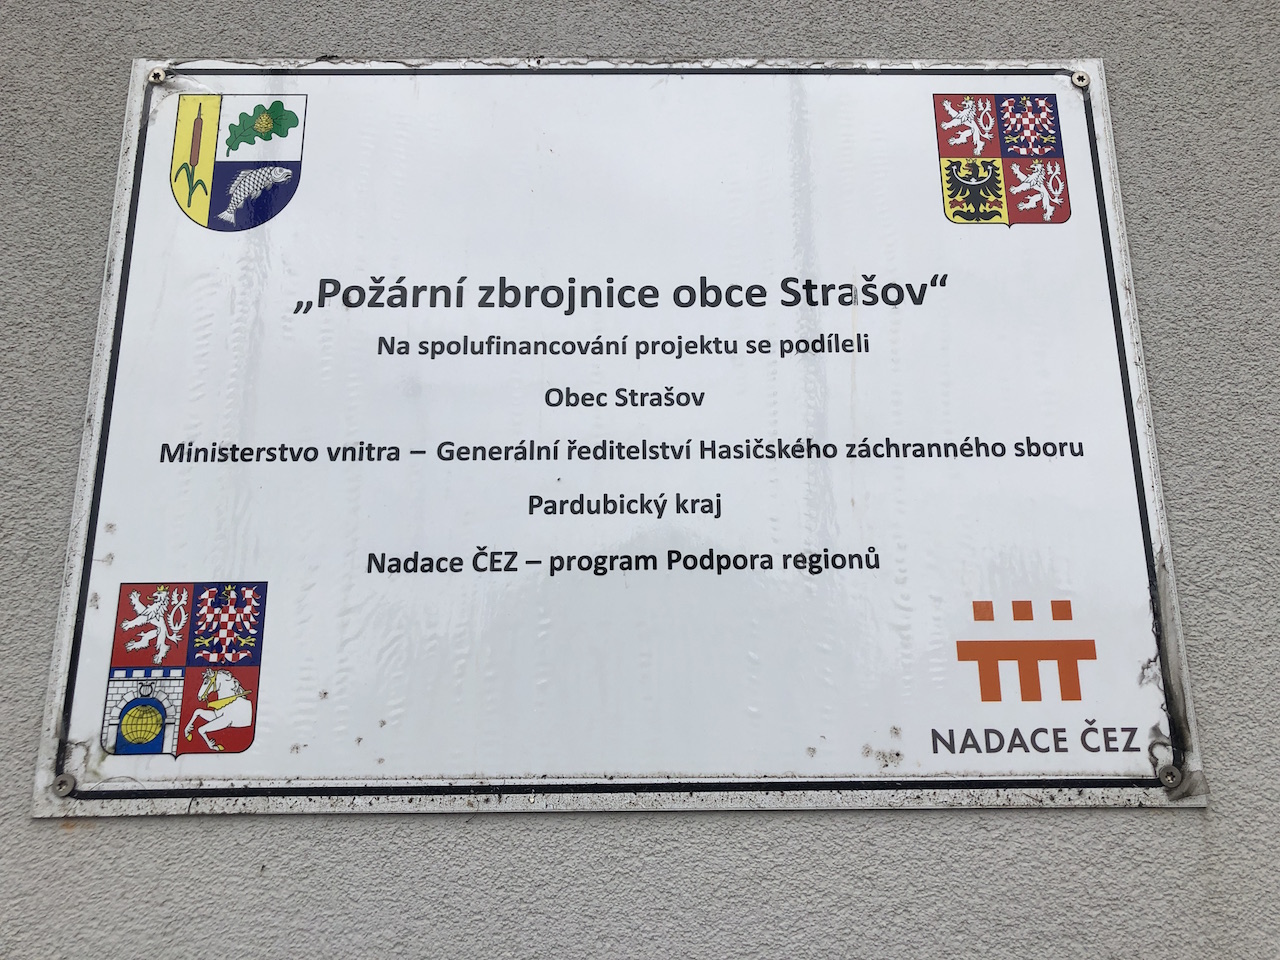 „Požární zbrojnice obce Strašov“
Na spolufinancování projektu se podíleli
Obec Strašov
Ministerstvo vnitra – Generální ředitelství Hasičského záchranného sboru
Pardubický kraj
Nadace ČEZ – program Podpora regionů
NADACE ČEZ